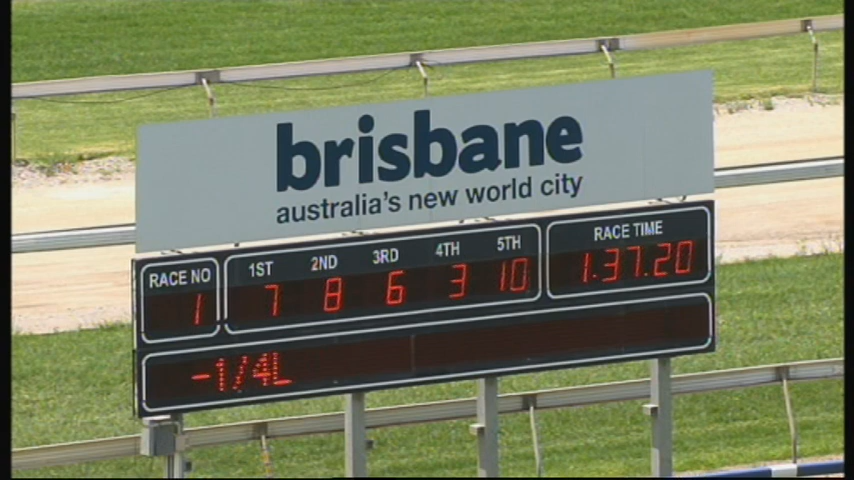 brisbane
australia's new world city
RACE NO 1ST 2ND 3RD 4TH 5TH RACE TIME
1 7 8 6 3 10 1.37.20
-1/4L